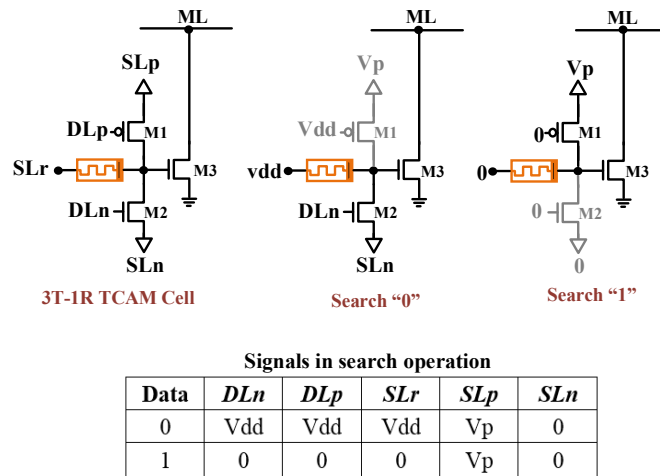 ML
SLp
DLp
M1
SLr
M3
DLn
M2
SLn
3T-1R TCAM Cell
ML
Vp
Vdd
M1
vdd
M3
DLn
M2
SLn
Search “0”
ML
Vp
0
M1
0
M3
0
M2
0
Search “1”
Signals in search operation
Data DLn DLp SLr SLp SLn
0 Vdd Vdd Vdd Vp 0
1 0 0 0 Vp 0